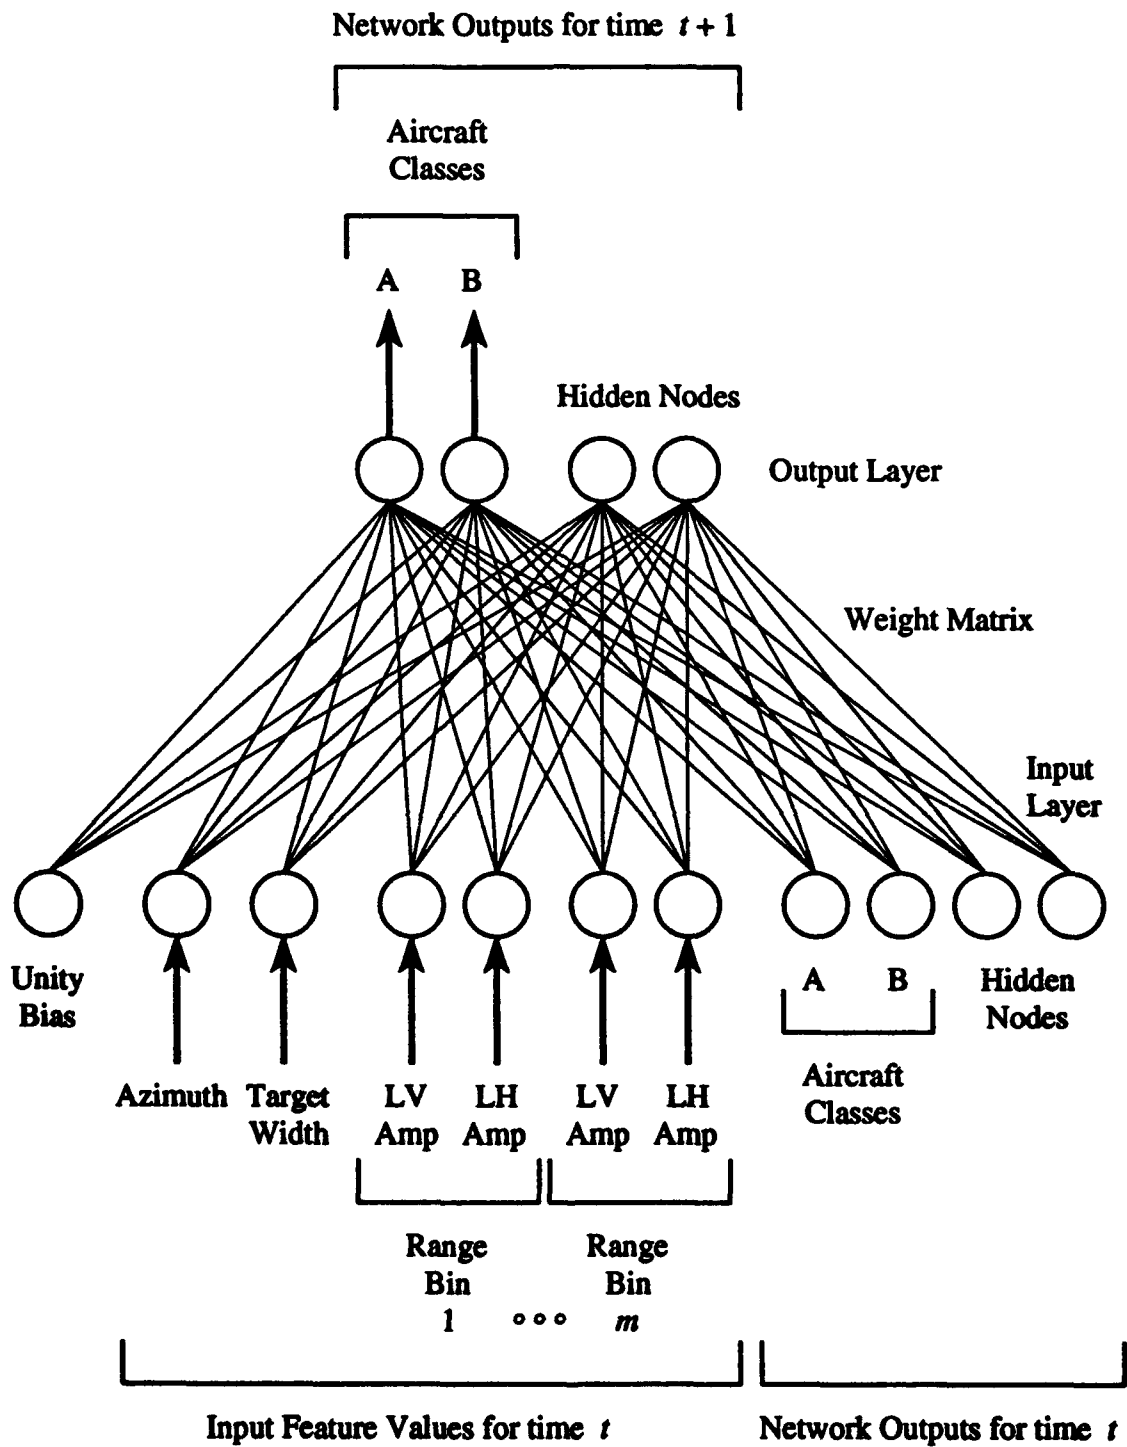 Network Outputs for time t + 1
Aircraft
Classes
A B
Hidden Nodes
Output Layer
Weight Matrix
Input
Layer
Unity
Bias
A B
Hidden
Nodes
Aircraft
Classes
Azimuth
Target
Width
LV
Amp
LH
Amp
LV
Amp
LH
Amp
Range
Bin
1
Range
Bin
m
Input Feature Values for time t
Network Outputs for time t